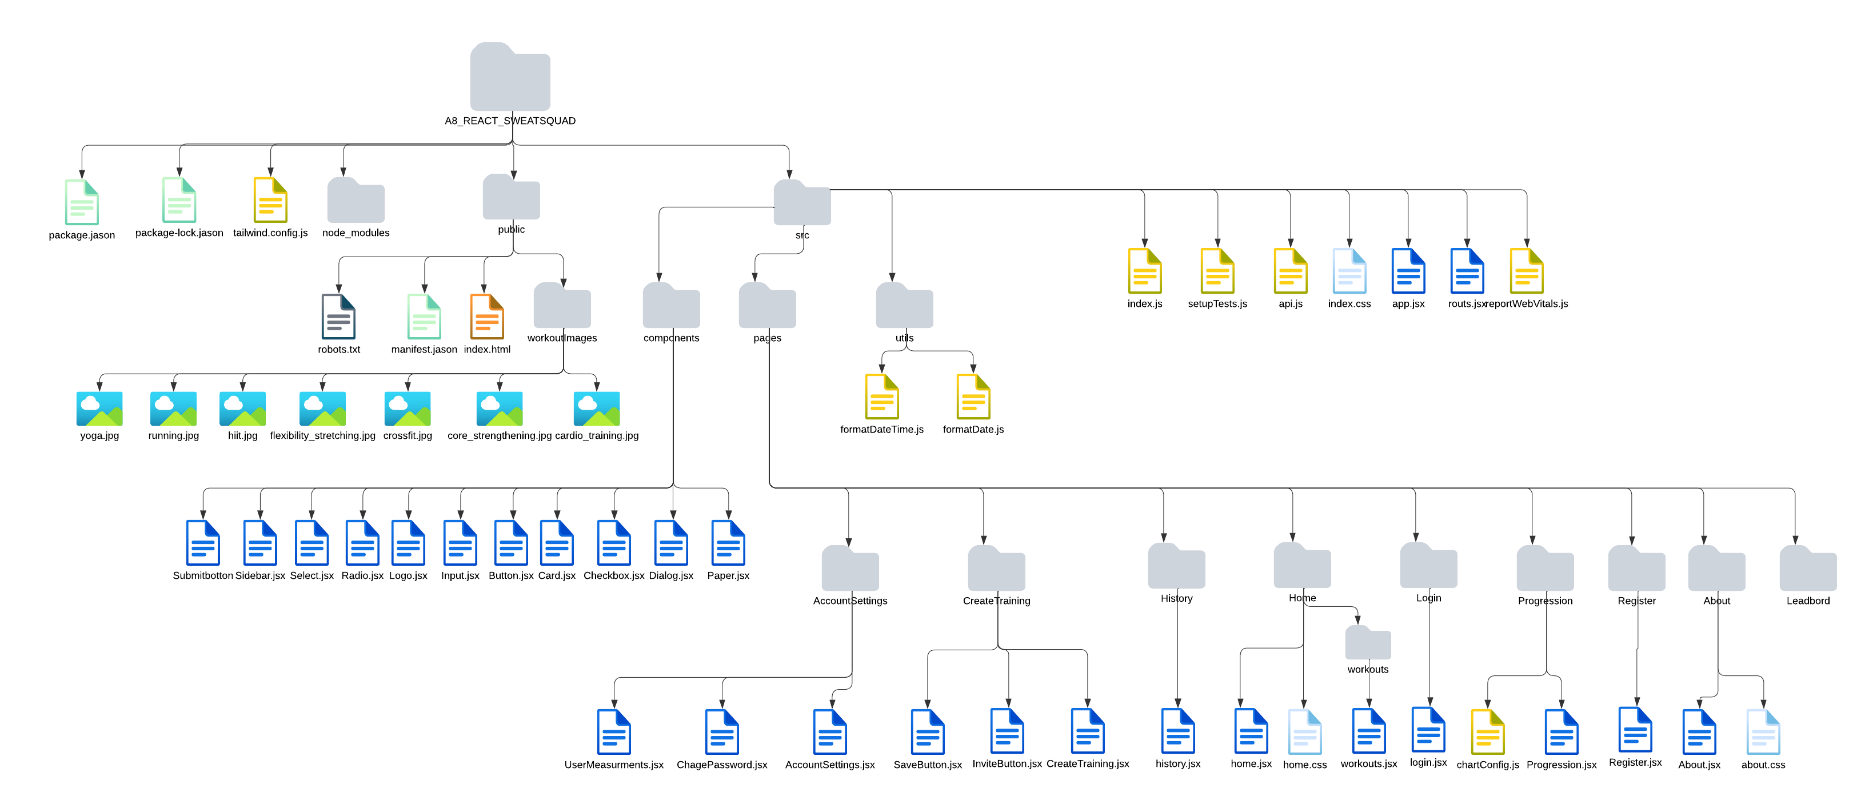 A8_REACT_SWEATSQUAD
package.jason
package-lock.jason
tailwind.config.js
node_modules
public
src
robots.txt
manifest.jason
index.html
workoutImages
components
pages
utils
index.js
setupTests.js
api.js
index.css
app.jsx
routs.jsx
reportWebVitals.js
yoga.jpg
running.jpg
hiit.jpg
flexibility_stretching.jpg
crossfit.jpg
core_strengthening.jpg
cardio_training.jpg
formatDateTime.js
formatDate.js
Submitbotton
Sidebar.jsx
Select.jsx
Radio.jsx
Logo.jsx
Input.jsx
Button.jsx
Card.jsx
Checkbox.jsx
Dialog.jsx
Paper.jsx
AccountSettings
CreateTraining
History
Home
Login
Progression
Register
About
Leadbord
workouts
UserMeasurments.jsx
ChagePassword.jsx
AccountSettings.jsx
SaveButton.jsx
InviteButton.jsx
CreateTraining.jsx
history.jsx
home.jsx
home.css
workouts.jsx
login.jsx
chartConfig.js
Progression.jsx
Register.jsx
About.jsx
about.css